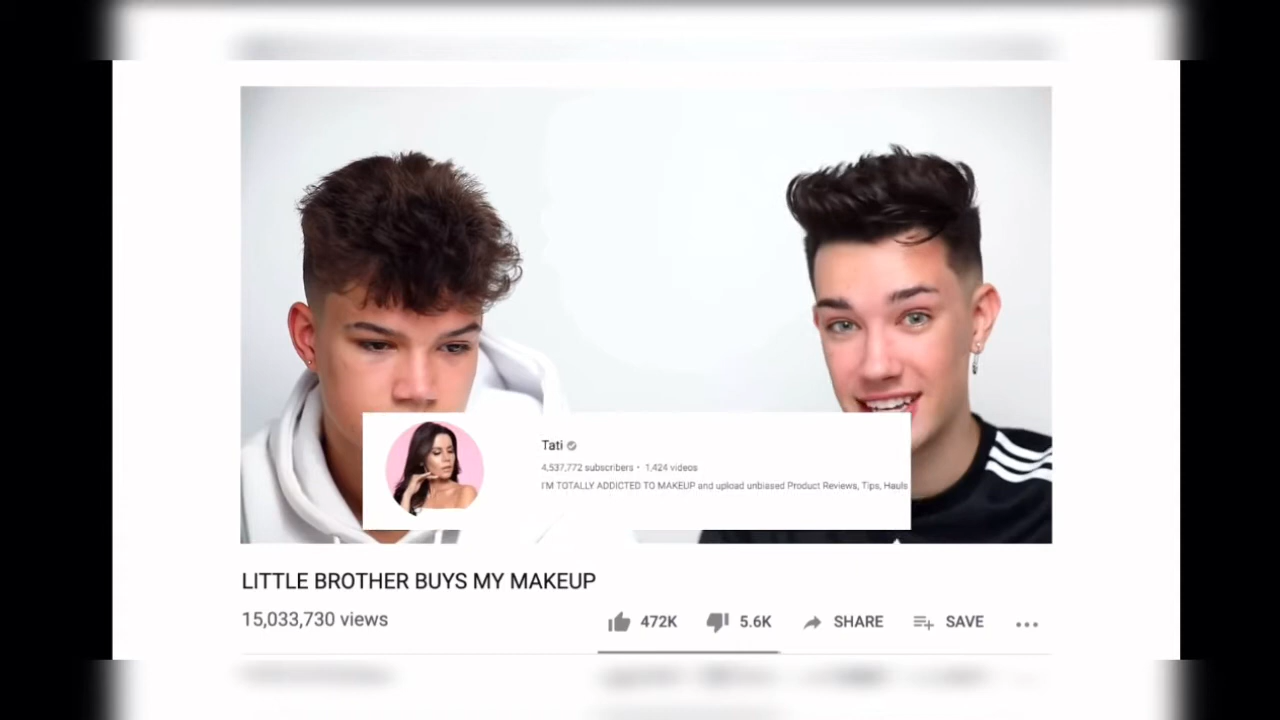 Tati
4,537,772 subscribers • 1,424 videos
I'M TOTALLY ADDICTED TO MAKEUP and upload unbiased Product Reviews, Tips, Hauls
LITTLE BROTHER BUYS MY MAKEUP
15,033,730 views
472K
5.6K
SHARE
SAVE